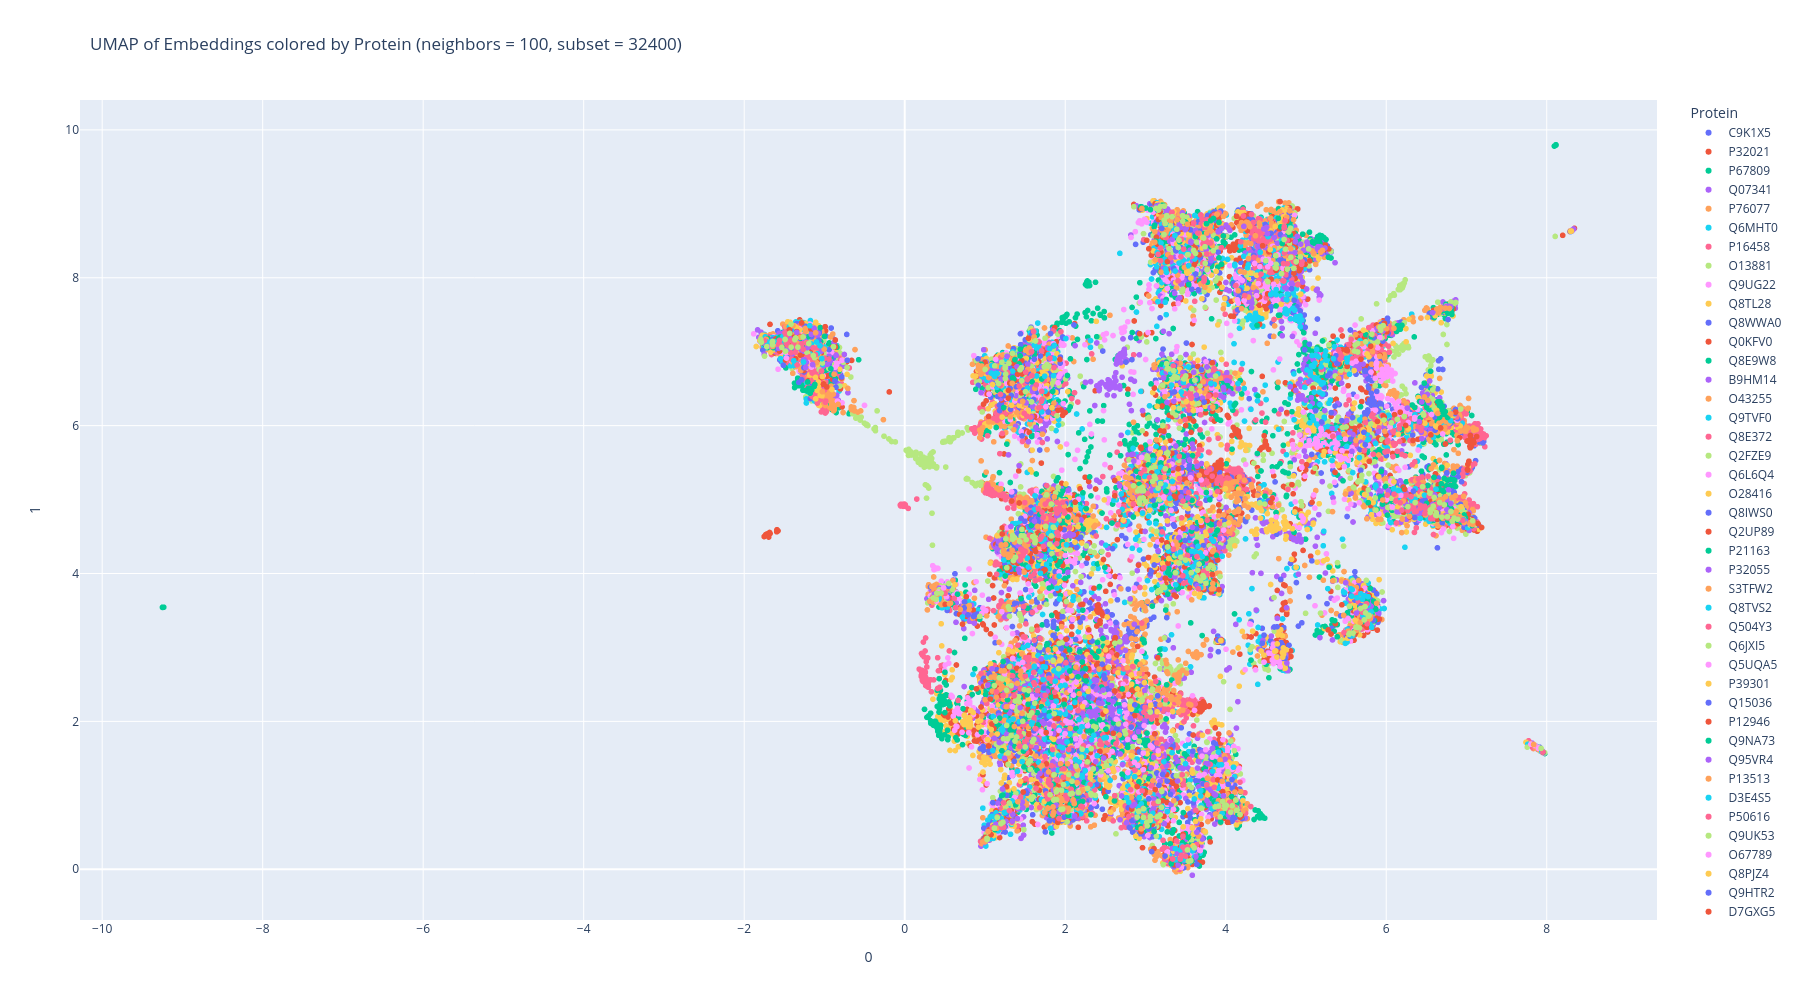 UMAP of Embeddings colored by Protein (neighbors = 100, subset = 32400)
10
8
6
4
2
0
1
−10
−8
−6
−4
−2
0
2
4
6
8
0
Protein
C9K1X5
P32021
P67809
Q07341
P76077
Q6MHT0
P16458
O13881
Q9UG22
Q8TL28
Q8WWA0
Q0KFV0
Q8E9W8
B9HM14
O43255
Q9TVF0
Q8E372
Q2FZE9
Q6L6Q4
O28416
Q8IWS0
Q2UP89
P21163
P32055
S3TFW2
Q8TVS2
Q504Y3
Q6JXI5
Q5UQA5
P39301
Q15036
P12946
Q9NA73
Q95VR4
P13513
D3E4S5
P50616
Q9UK53
O67789
Q8PJZ4
Q9HTR2
D7GXG5